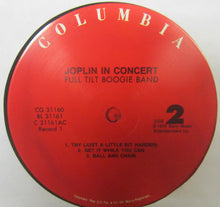 COLUMBIA
JOPLIN IN CONCERT
FULL TILT BOOGIE BAND
CG 31160
BL 31161
C 31161AC
Record 1
SIDE
2
1. TRY (JUST A LITTLE BIT HARDER)
2. GET IT WHILE YOU CAN
3. BALL AND CHAIN